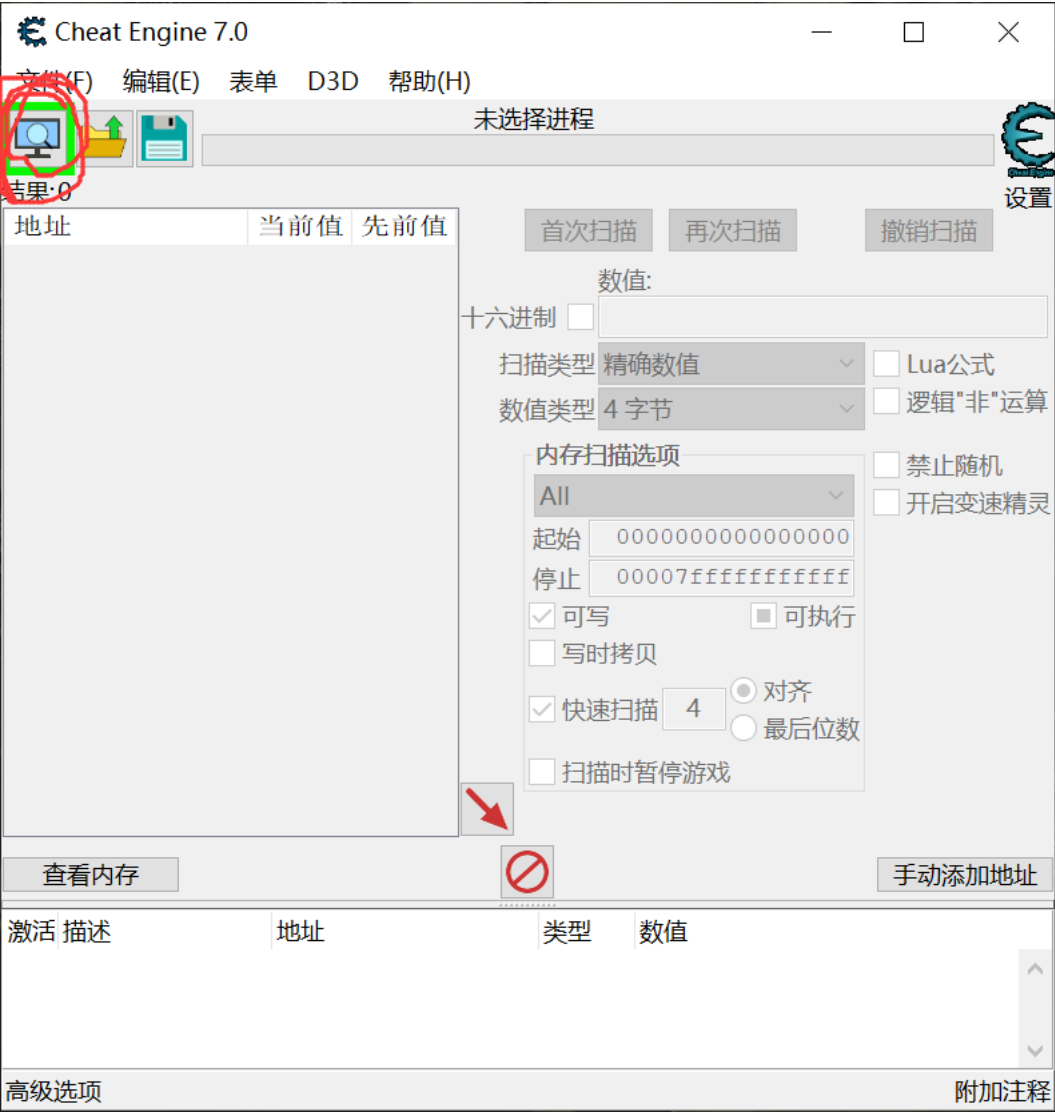 Cheat Engine 7.0
文件(F) 编辑(E) 表单 D3D 帮助(H)
未选择进程
结果:0
设置
地址 当前值 先前值
首次扫描 再次扫描 撤销扫描
数值:
十六进制
扫描类型 精确数值 Lua公式
数值类型 4 字节 逻辑"非"运算
内存扫描选项
All
禁止随机
开启变速精灵
起始 0000000000000000
停止 00007fffffffffff
可写 可执行
写时拷贝
快速扫描 4 对齐
最后位数
扫描时暂停游戏
查看内存 手动添加地址
激活 描述 地址 类型 数值
高级选项 附加注释